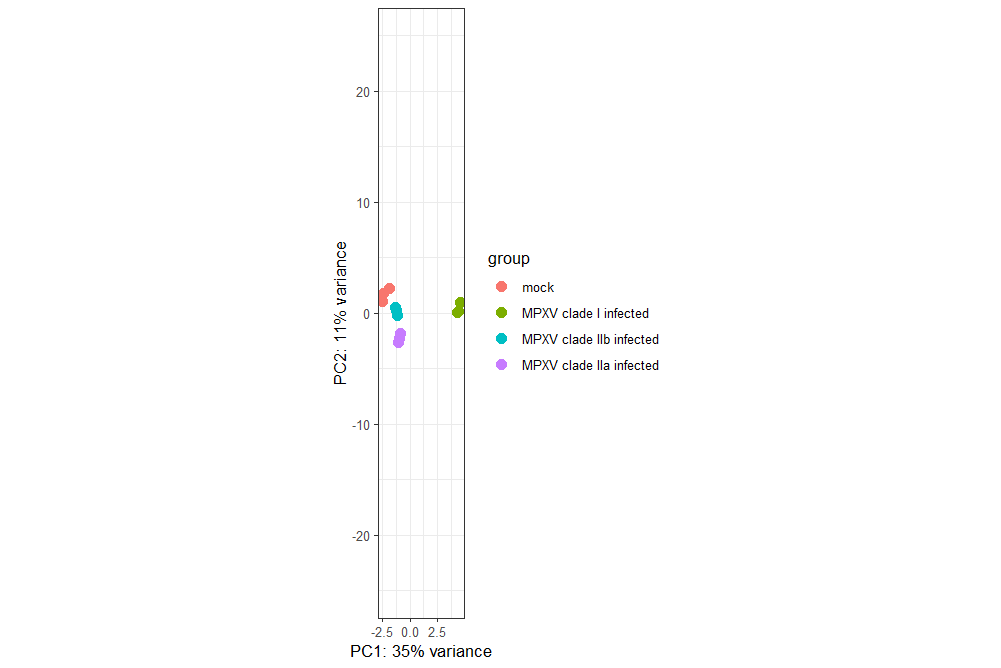 20
10
0
-10
-20
PC2: 11% variance
-2.5 0.0 2.5
PC1: 35% variance
group
mock
MPXV clade I infected
MPXV clade IIb infected
MPXV clade IIa infected